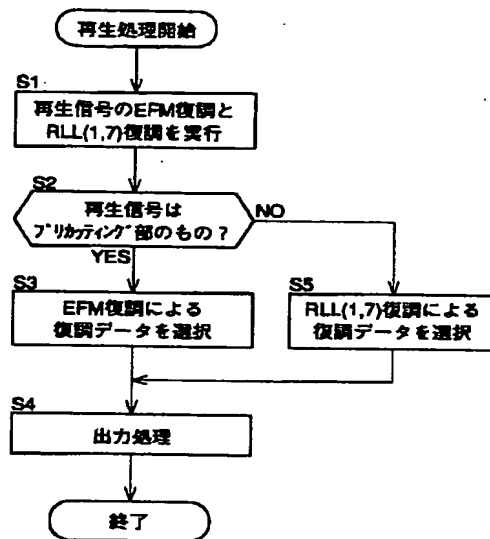 再生処理開給
S1
再生信号のEFM復調と
RLL(1,7)復調を実行
S2
再生信号は
プリカッティング部のもの？
NO
YES
S3
EFM復調による
復調データを選択
S5
RLL(1,7)復調による
復調データを選択
S4
出力処理
終了